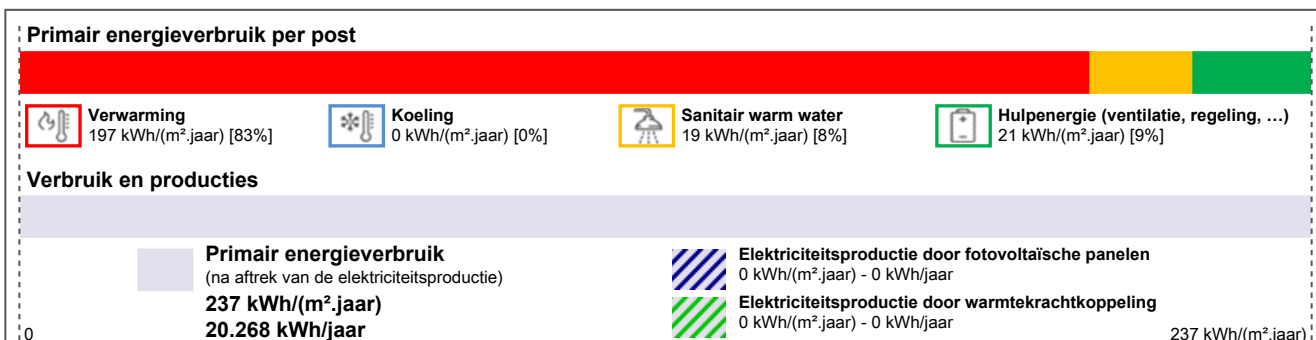 Primair energieverbruik per post
Verwarming
197 kWh/(m².jaar) [83%]
Koeling
0 kWh/(m².jaar) [0%]
Sanitair warm water
19 kWh/(m².jaar) [8%]
Hulpenergie (ventilatie, regeling, …)
21 kWh/(m².jaar) [9%]
Verbruik en producties
Primair energieverbruik
(na aftrek van de elektriciteitsproductie)
237 kWh/(m².jaar)
20.268 kWh/jaar
Elektriciteitsproductie door fotovoltaïsche panelen
0 kWh/(m².jaar) - 0 kWh/jaar
Elektriciteitsproductie door warmtekrachtkoppeling
0 kWh/(m².jaar) - 0 kWh/jaar
0
237 kWh/(m².jaar)